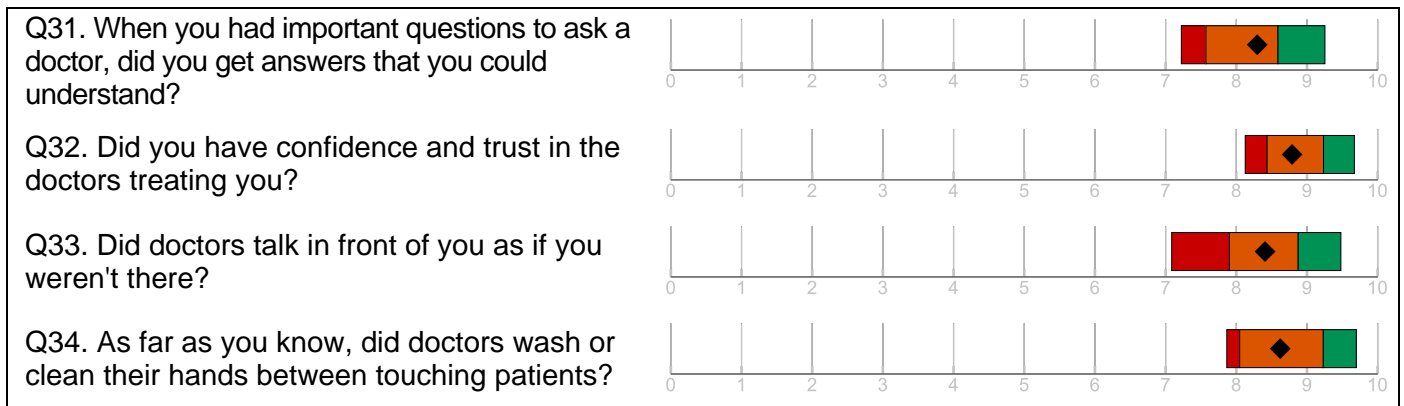 Q31. When you had important questions to ask a
doctor, did you get answers that you could
understand?
0 1 2 3 4 5 6 7 8 9 10
Q32. Did you have confidence and trust in the
doctors treating you?
0 1 2 3 4 5 6 7 8 9 10
Q33. Did doctors talk in front of you as if you
weren't there?
0 1 2 3 4 5 6 7 8 9 10
Q34. As far as you know, did doctors wash or
clean their hands between touching patients?
0 1 2 3 4 5 6 7 8 9 10